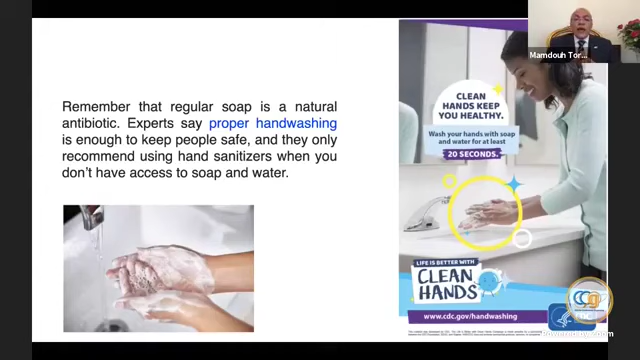 Mamdouh Tor...
Remember that regular soap is a natural
antibiotic. Experts say proper handwashing
is enough to keep people safe, and they only
recommend using hand sanitizers when you
don't have access to soap and water.
CLEAN
HANDS KEEP
YOU HEALTHY.
Wash your hands with soap
and water for at least
20 SECONDS.
LIFE IS BETTER WITH
CLEAN
HANDS
www.cdc.gov/handwashing